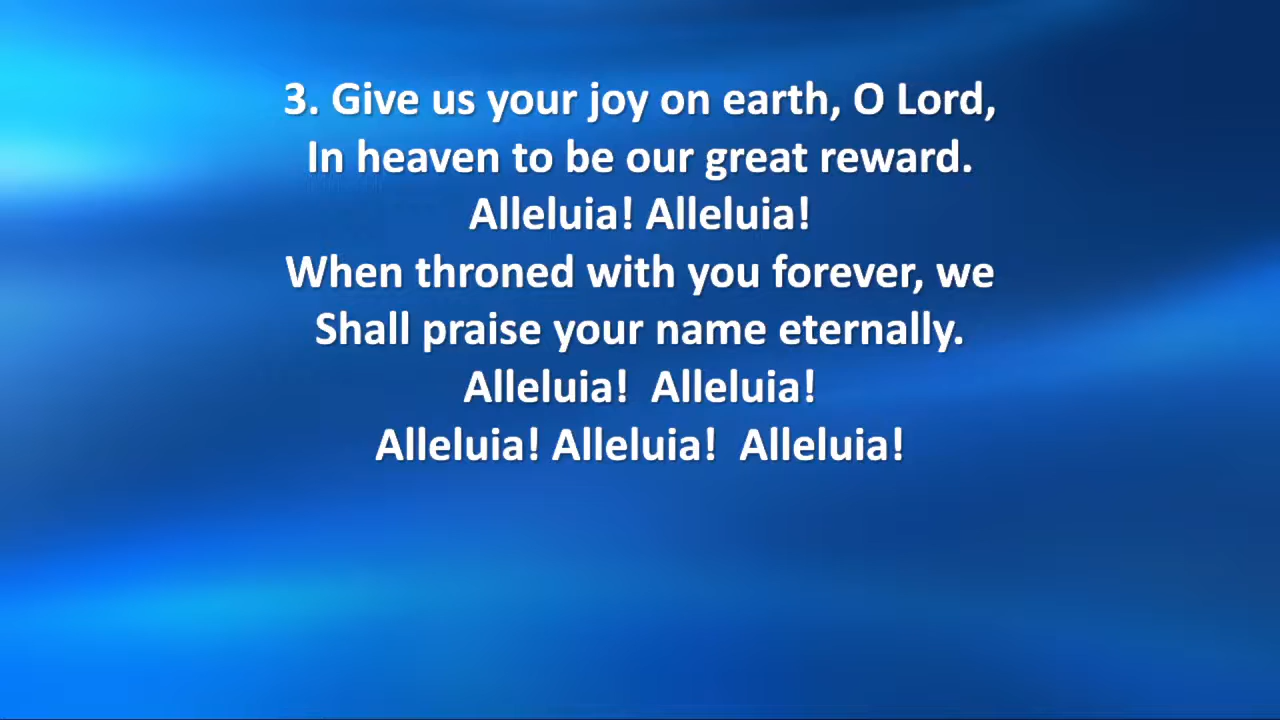 3. Give us your joy on earth, O Lord,
In heaven to be our great reward.
Alleluia! Alleluia!
When throned with you forever, we
Shall praise your name eternally.
Alleluia!  Alleluia!
Alleluia! Alleluia!  Alleluia!